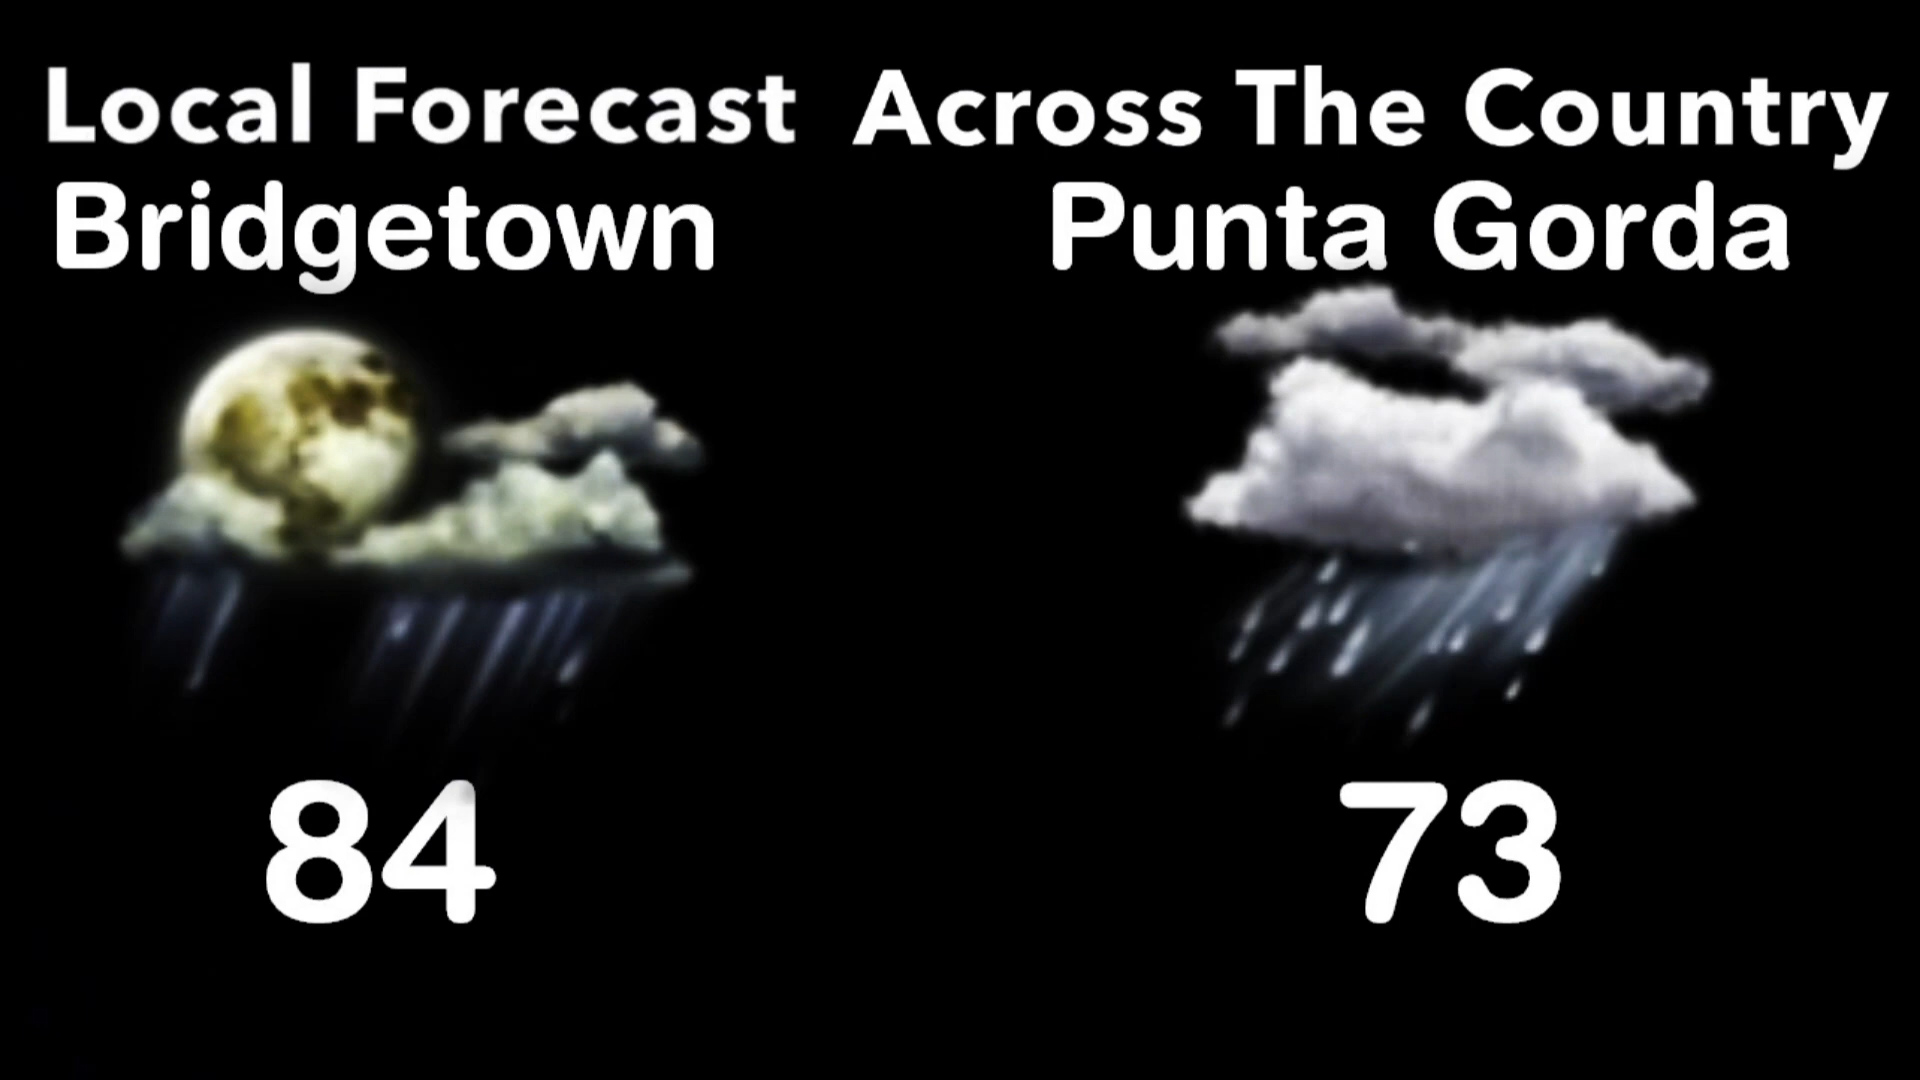 Local Forecast
Bridgetown
84
Across The Country
Punta Gorda
73